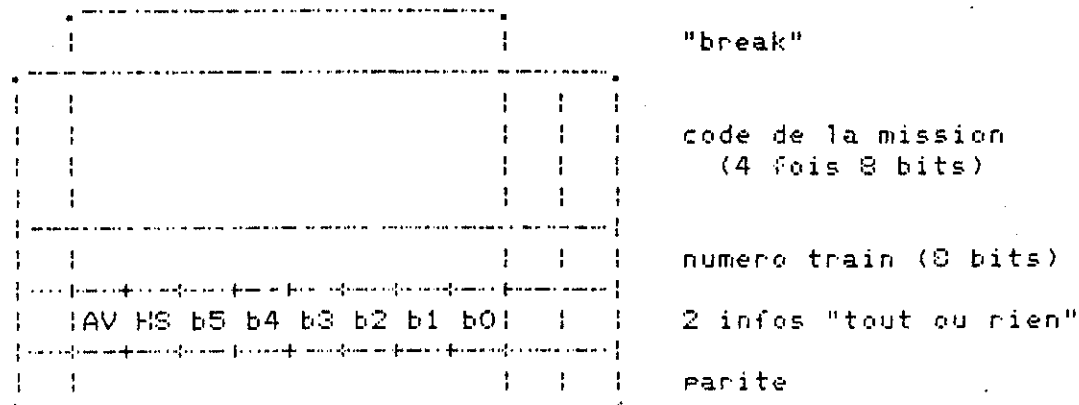 "break"
code de la mission
(4 fois 8 bits)
numero train (8 bits)
AV HS b5 b4 b3 b2 b1 b0
2 infos "tout ou rien"
parite